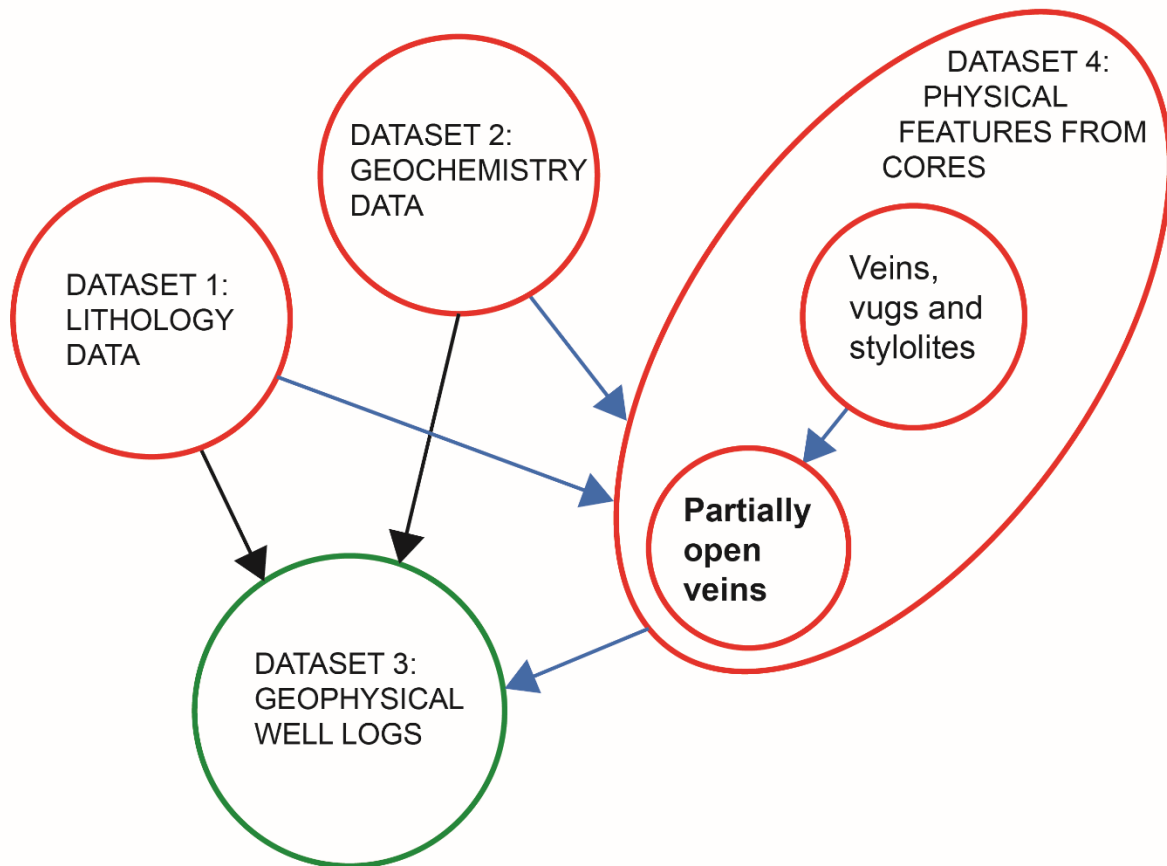 DATASET 4:
PHYSICAL
FEATURES FROM
CORES
DATASET 2:
GEOCHEMISTRY
DATA
DATASET 1:
LITHOLOGY
DATA
Veins,
vugs and
stylolites
Partially
open
veins
DATASET 3:
GEOPHYSICAL
WELL LOGS